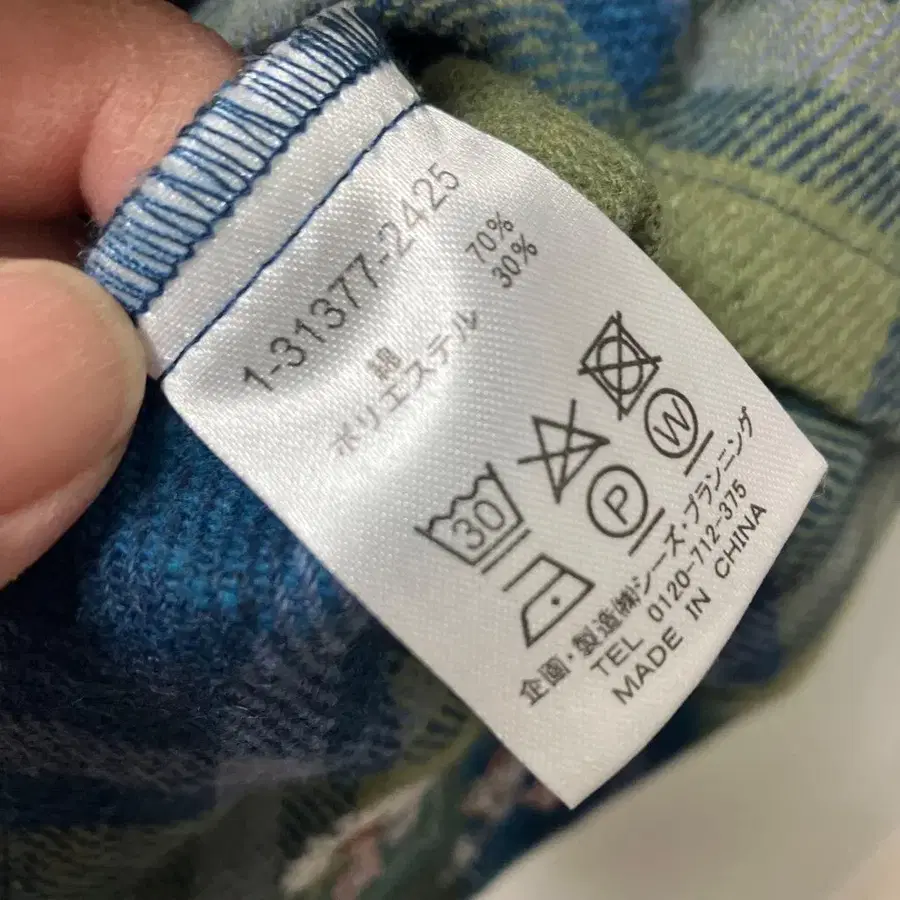 1-31377-2425
綿 70%
ポリエステル 30%
30
P
W
企画・製造㈱シーズ・プランニング
TEL 0120-712-375
MADE IN CHINA